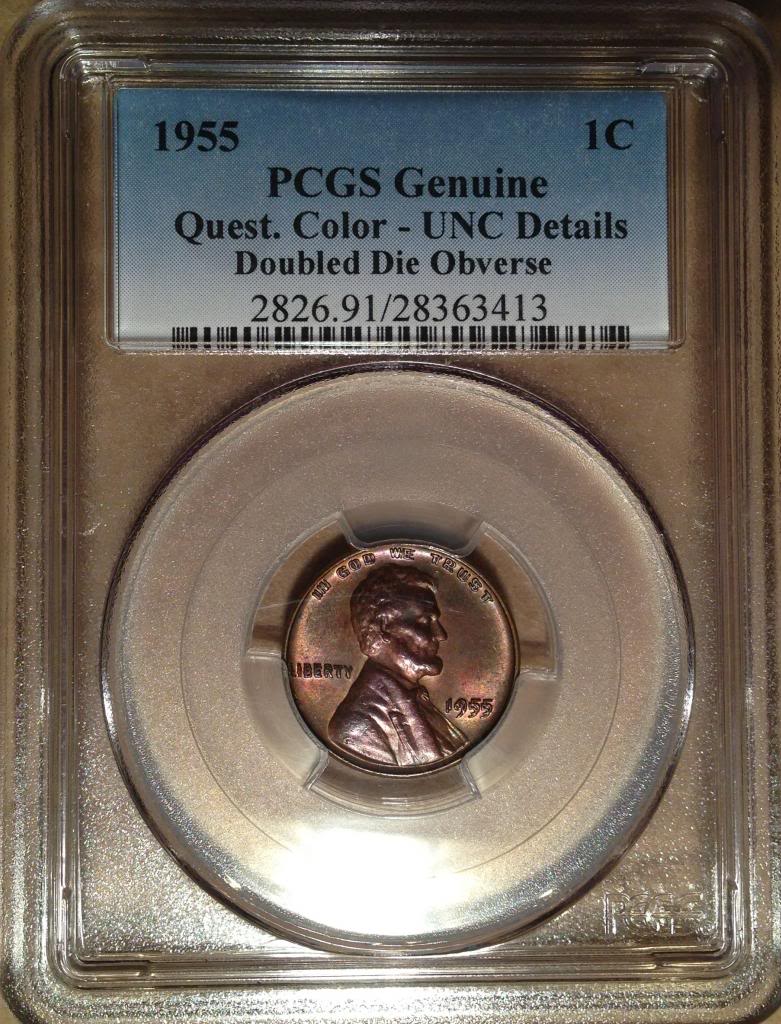 1955 1C
PCGS Genuine
Quest. Color - UNC Details
Doubled Die Obverse
2826.91/28363413
IN GOD WE TRUST
LIBERTY
1955
PCGS